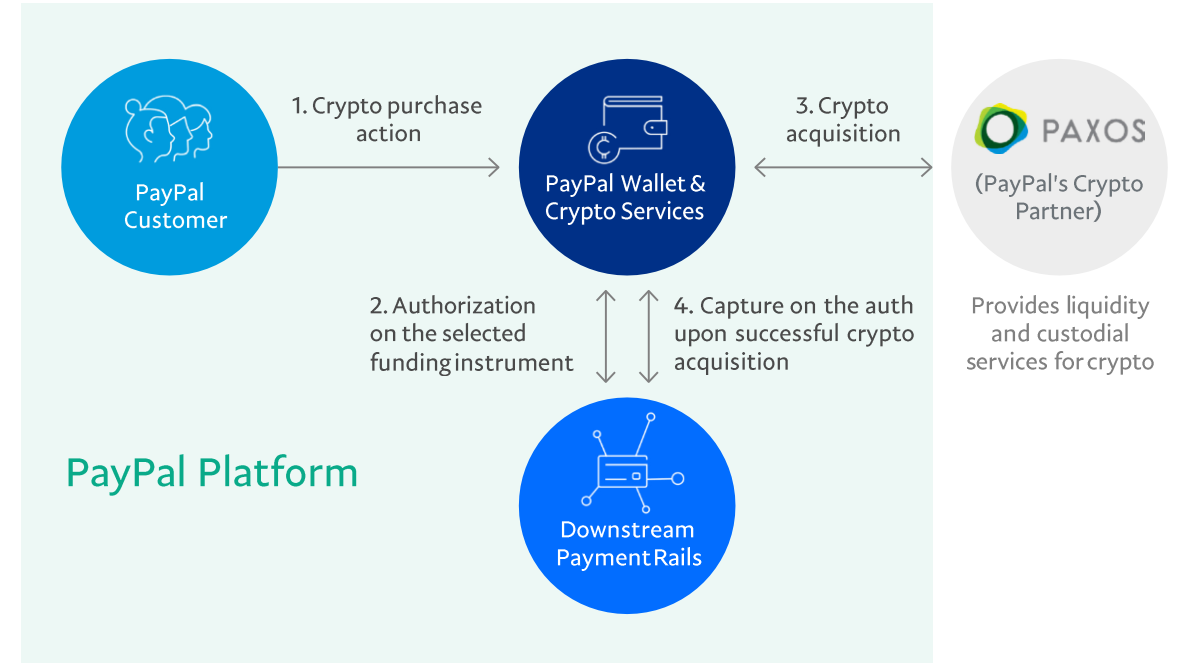 1. Crypto purchase
action
3. Crypto
acquisition
PAXOS
(PayPal's Crypto
Partner)
PayPal
Customer
PayPal Wallet &
Crypto Services
2. Authorization
on the selected
funding instrument
4. Capture on the auth
upon successful crypto
acquisition
Provides liquidity
and custodial
services for crypto
PayPal Platform
Downstream
Payment Rails